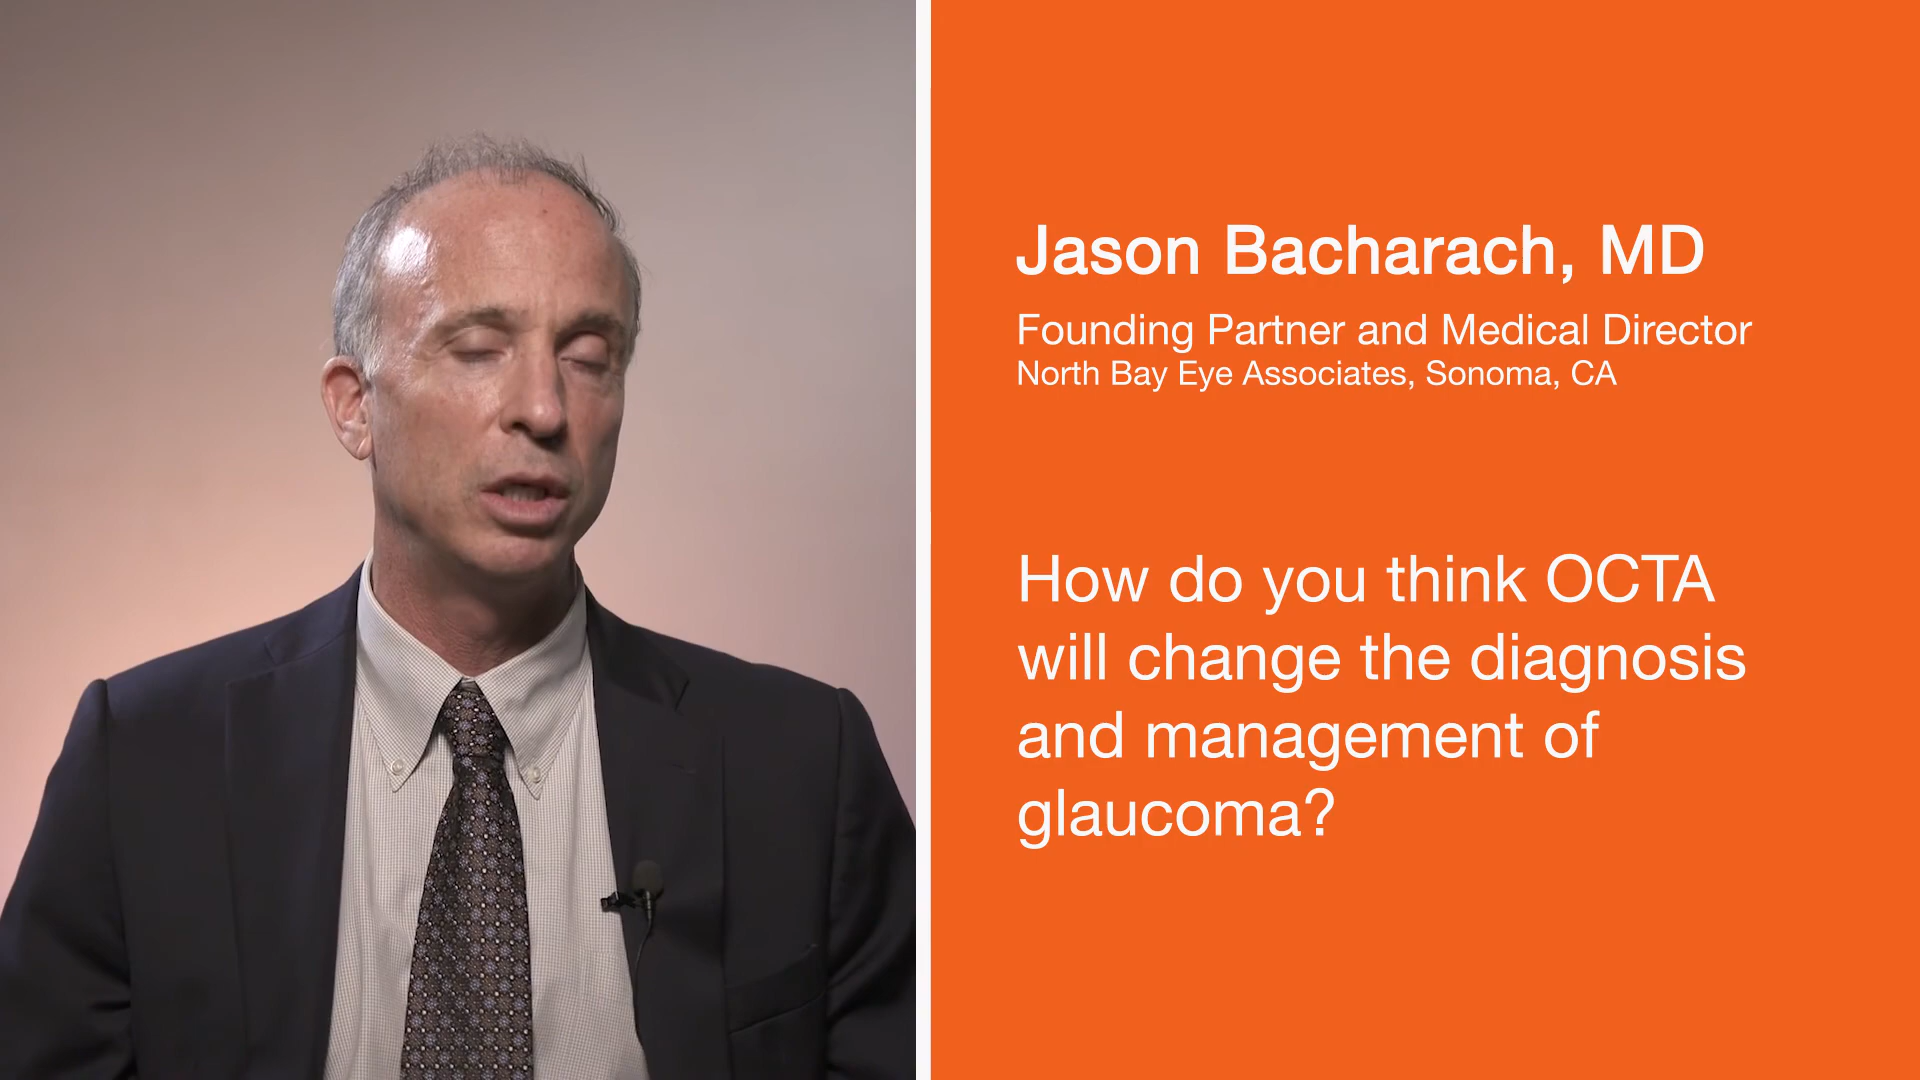 Jason Bacharach, MD
Founding Partner and Medical Director
North Bay Eye Associates, Sonoma, CA
How do you think OCTA
will change the diagnosis
and management of
glaucoma?